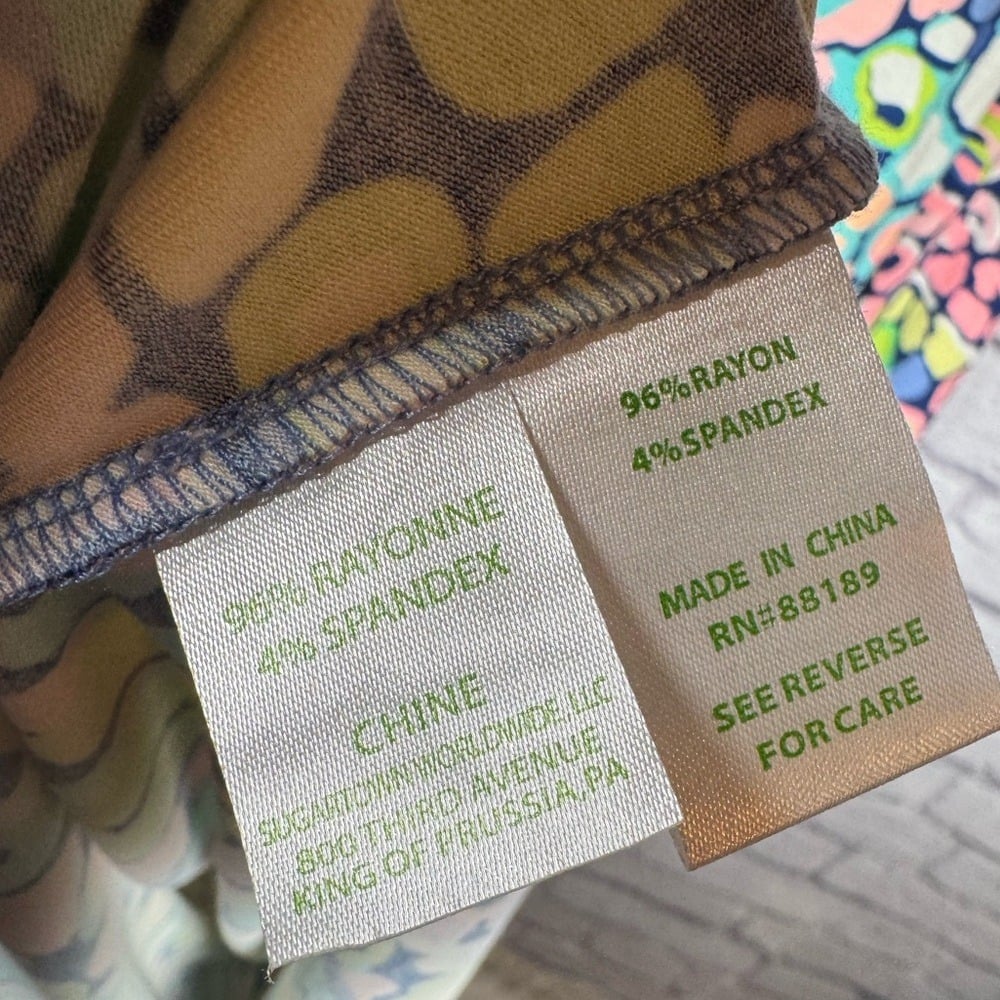 96% RAYONNE
4% SPANDEX
CHINE
SUGARTOWN WORLDWIDE LLC
800 THIRD AVENUE
KING OF PRUSSIA,PA
96%RAYON
4%SPANDEX
MADE IN CHINA
RN#88189
SEE REVERSE
FOR CARE